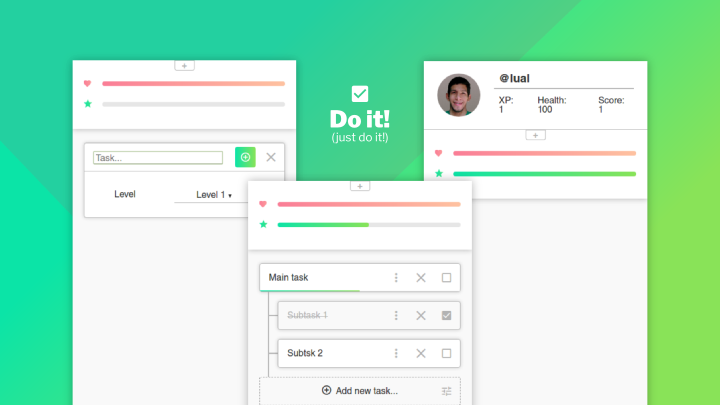 +
Task...
Level
Level 1 ▾
Do it!
(just do it!)
@lual
XP:
1
Health:
100
Score:
1
+
+
Main task
Subtask 1
Subtsk 2
Add new task...